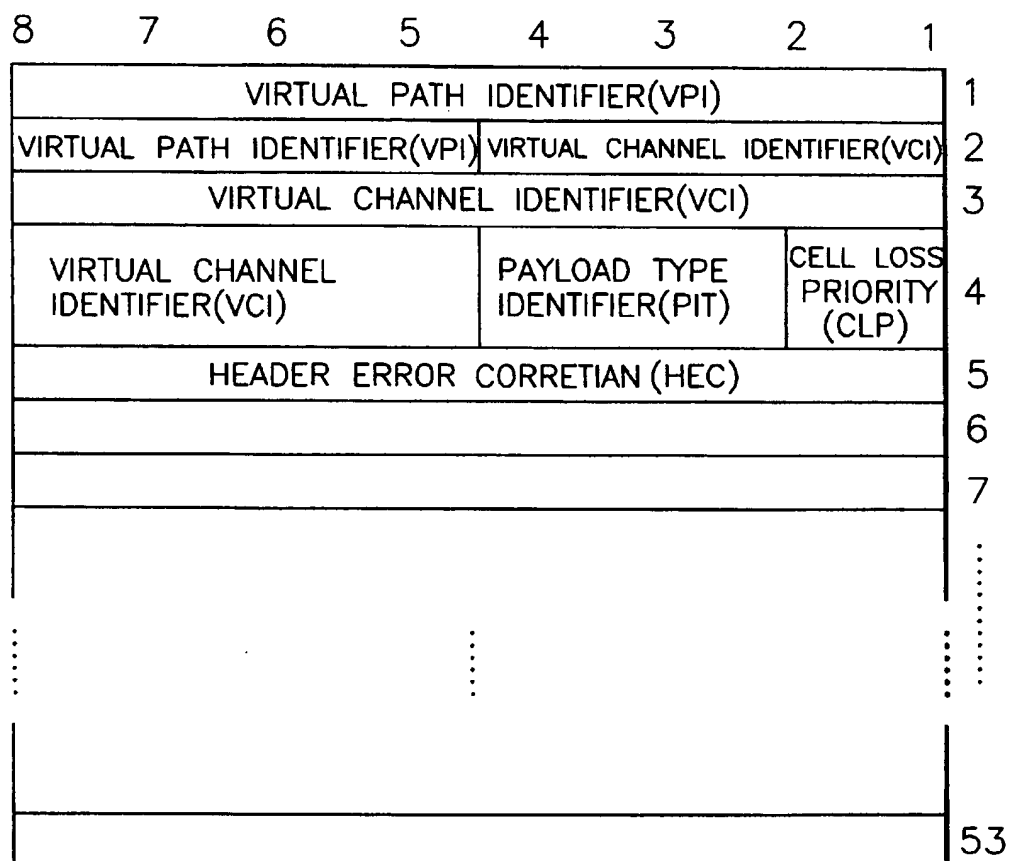 8 7 6 5 4 3 2 1
VIRTUAL PATH IDENTIFIER(VPI) 1
VIRTUAL PATH IDENTIFIER(VPI) VIRTUAL CHANNEL IDENTIFIER(VCI) 2
VIRTUAL CHANNEL IDENTIFIER(VCI) 3
VIRTUAL CHANNEL
IDENTIFIER(VCI)
PAYLOAD TYPE
IDENTIFIER(PIT)
CELL LOSS
PRIORITY
(CLP)
4
HEADER ERROR CORRETIAN (HEC) 5
6
7
53